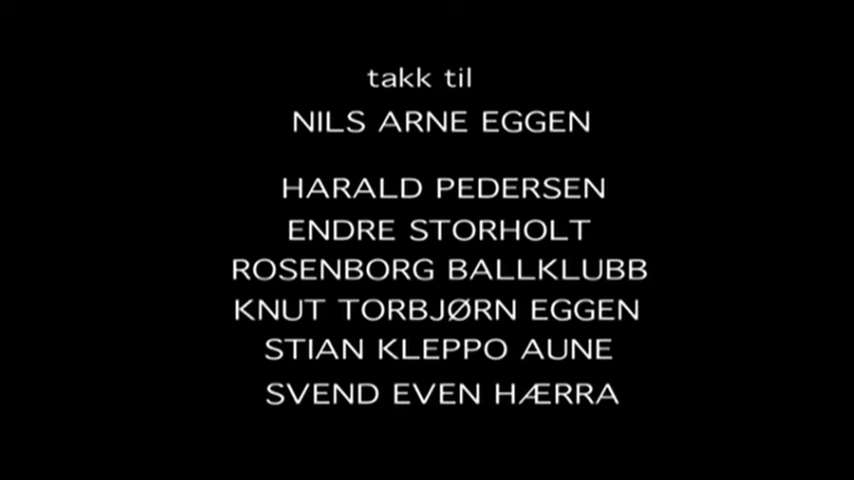 takk til
NILS ARNE EGGEN
HARALD PEDERSEN
ENDRE STORHOLT
ROSENBORG BALLKLUBB
KNUT TORBJØRN EGGEN
STIAN KLEPPO AUNE
SVEND EVEN HÆRRA